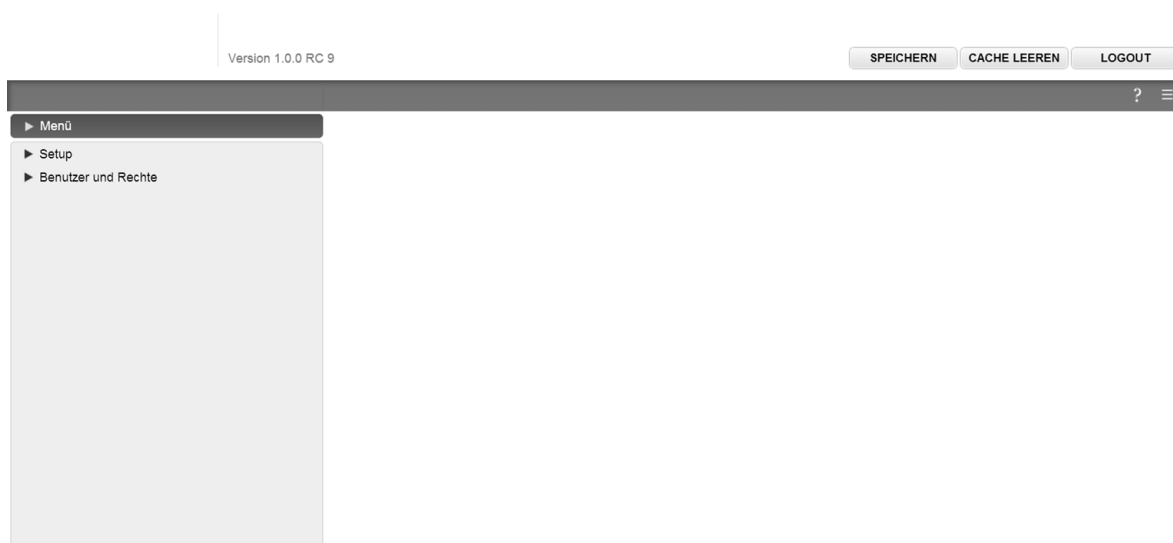 Version 1.0.0 RC 9
SPEICHERN CACHE LEEREN LOGOUT
?
Menü
Setup
Benutzer und Rechte